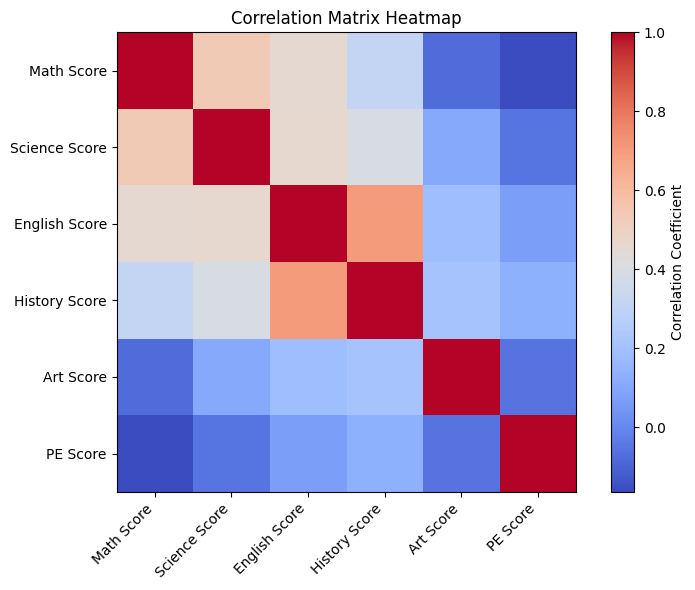 Correlation Matrix Heatmap
Math Score
Science Score
English Score
History Score
Art Score
PE Score
Math Score
Science Score
English Score
History Score
Art Score
PE Score
1.0
0.8
0.6
0.4
0.2
0.0
Correlation Coefficient